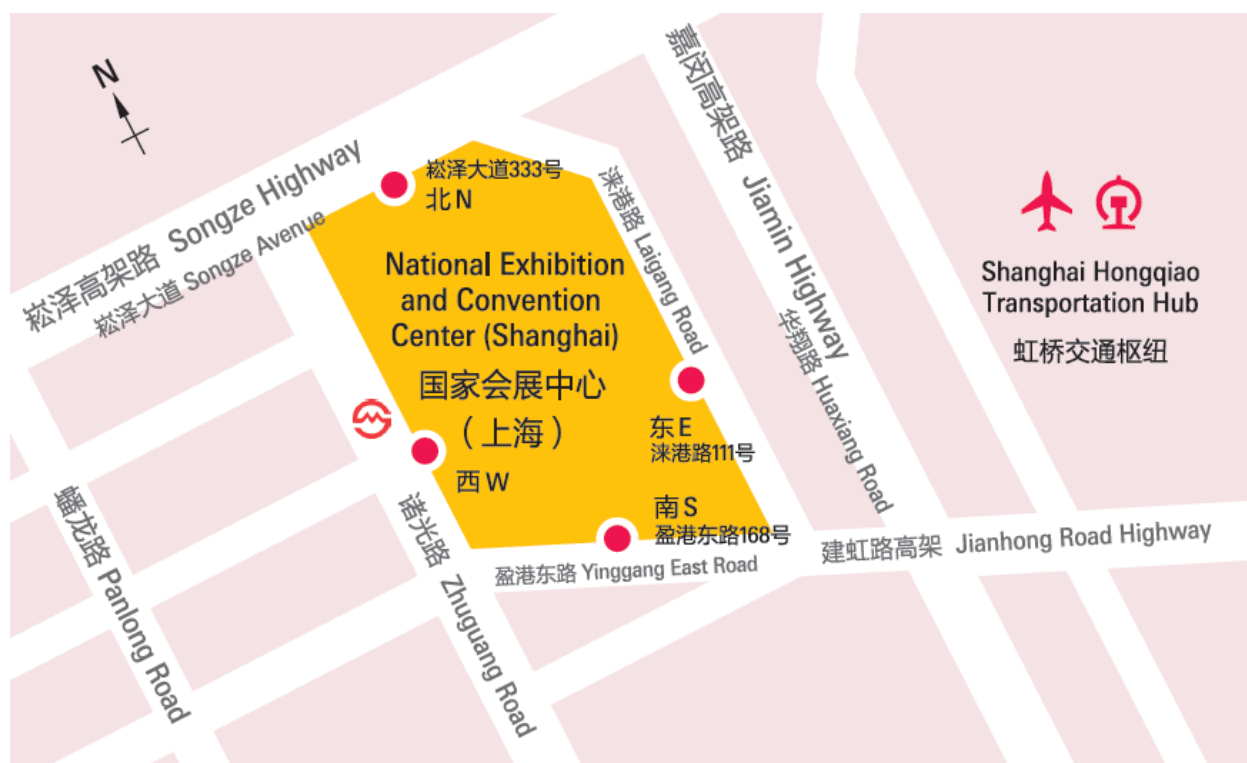 N
嘉闵高架路 Jiamin Highway
崧泽高架路 Songze Highway
崧泽大道 Songze Avenue
崧泽大道333号
北 N
涞港路 Laigang Road
National Exhibition
and Convention
Center (Shanghai)
国家会展中心
（上海）
华翔路 Huaxiang Road
Shanghai Hongqiao
Transportation Hub
虹桥交通枢纽
东 E
涞港路111号
西 W
南 S
盈港东路168号
蟠龙路 Panlong Road
诸光路 Zhuguang Road
盈港东路 Yinggang East Road
建虹路高架 Jianhong Road Highway